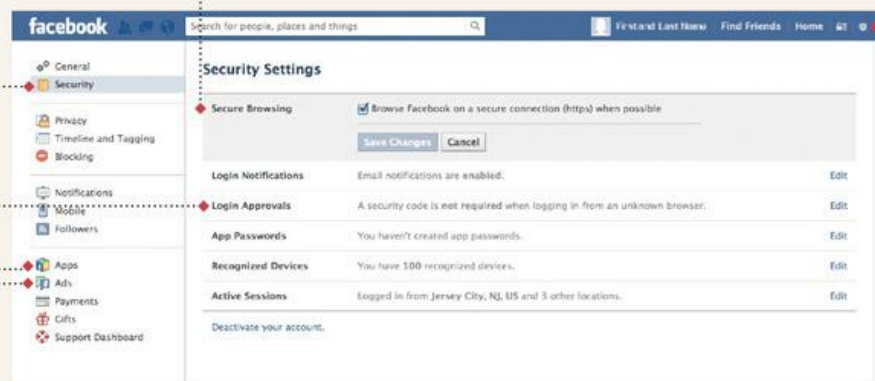 facebook
Search for people, places and things
First and Last Name Find Friends Home
General
Security
Privacy
Timeline and Tagging
Blocking
Notifications
Mobile
Followers
Apps
Ads
Payments
Gifts
Support Dashboard
Security Settings
Secure Browsing Browse Facebook on a secure connection (https) when possible
Save Changes Cancel
Login Notifications Email notifications are enabled. Edit
Login Approvals A security code is not required when logging in from an unknown browser. Edit
App Passwords You haven't created app passwords. Edit
Recognized Devices You have 100 recognized devices. Edit
Active Sessions Logged in from Jersey City, NJ, US and 3 other locations. Edit
Deactivate your account.